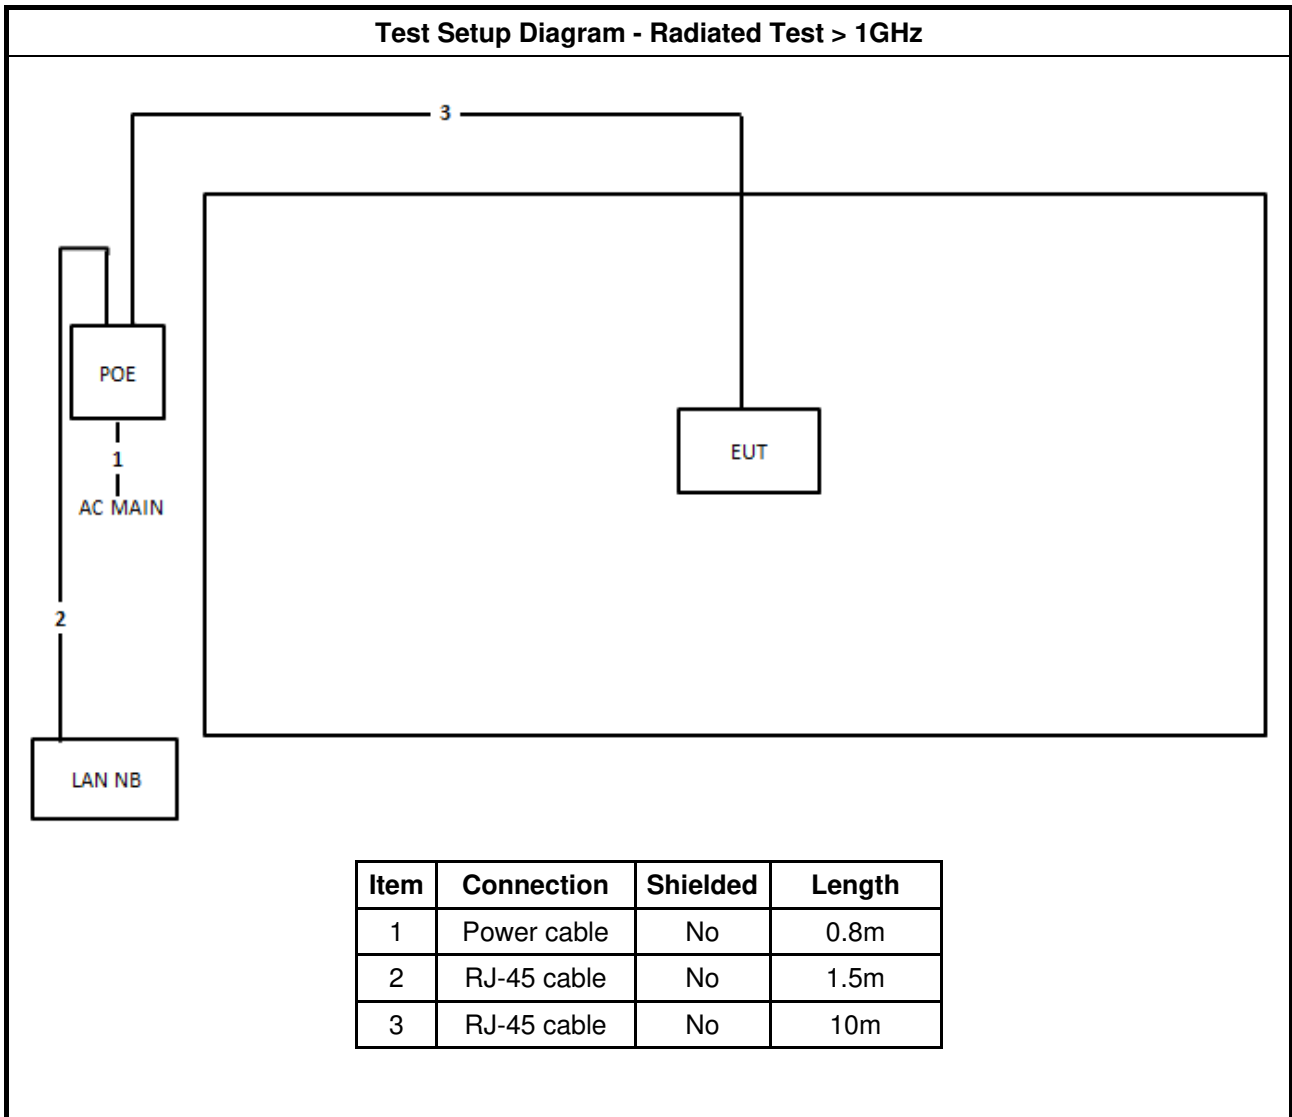 Test Setup Diagram - Radiated Test > 1GHz
3
POE
1
AC MAIN
EUT
2
LAN NB
Item Connection Shielded Length
1 Power cable No 0.8m
2 RJ-45 cable No 1.5m
3 RJ-45 cable No 10m